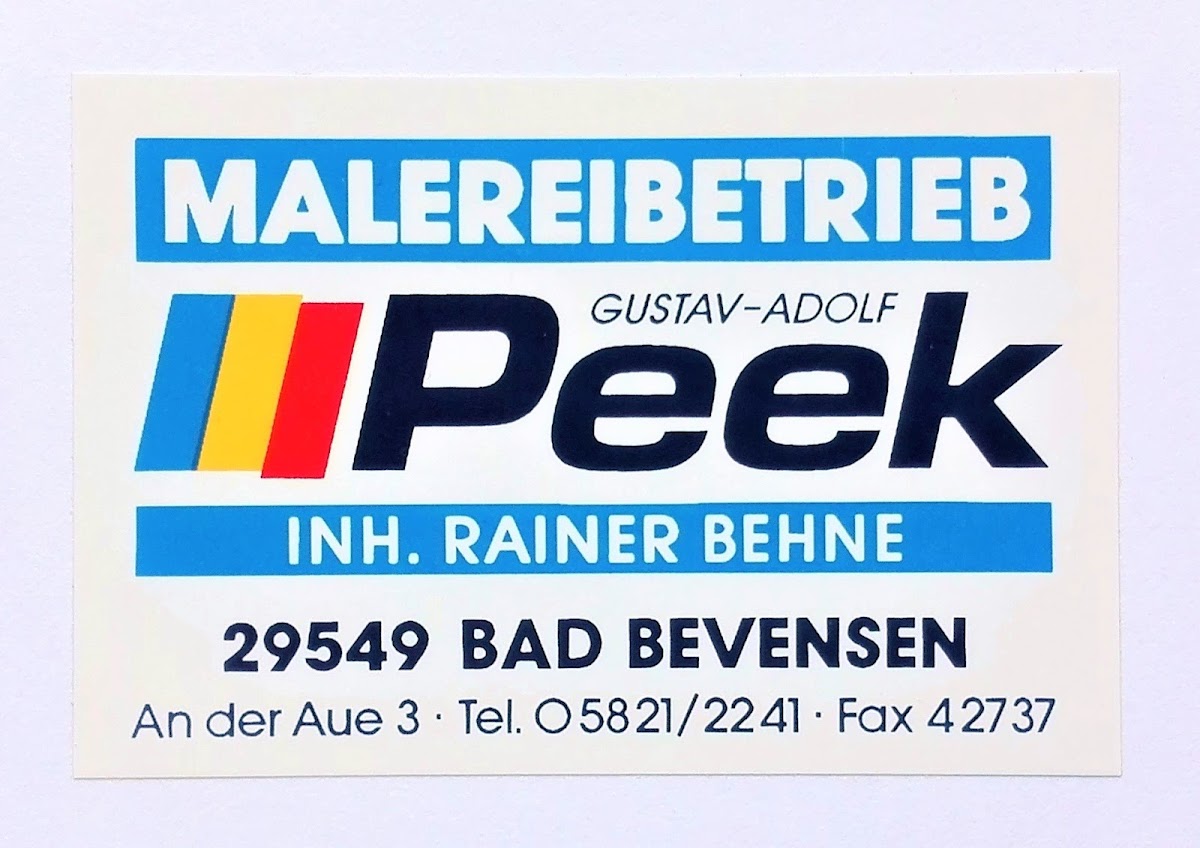 MALEREIBETRIEB
GUSTAV-ADOLF
Peek
INH. RAINER BEHNE
29549 BAD BEVENSEN
An der Aue 3 · Tel. 05821/2241 · Fax 42737